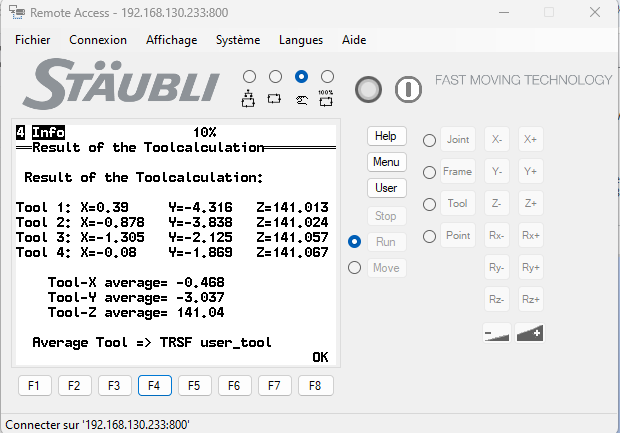 Remote Access - 192.168.130.233:800
Fichier Connexion Affichage Système Langues Aide
STÄUBLI
100%
FAST MOVING TECHNOLOGY
4 Info 10%
Result of the Toolcalculation
Result of the Toolcalculation:
Tool 1: X=0.39 Y=-4.316 Z=141.013
Tool 2: X=-0.878 Y=-3.838 Z=141.024
Tool 3: X=-1.305 Y=-2.125 Z=141.057
Tool 4: X=-0.08 Y=-1.869 Z=141.067
Tool-X average= -0.468
Tool-Y average= -3.037
Tool-Z average= 141.04
Average Tool => TRSF user_tool
OK
Help
Menu
User
Stop
Run
Move
Joint X- X+
Frame Y- Y+
Tool Z- Z+
Point Rx- Rx+
Ry- Ry+
Rz- Rz+
- +
F1 F2 F3 F4 F5 F6 F7 F8
Connecter sur '192.168.130.233:800'